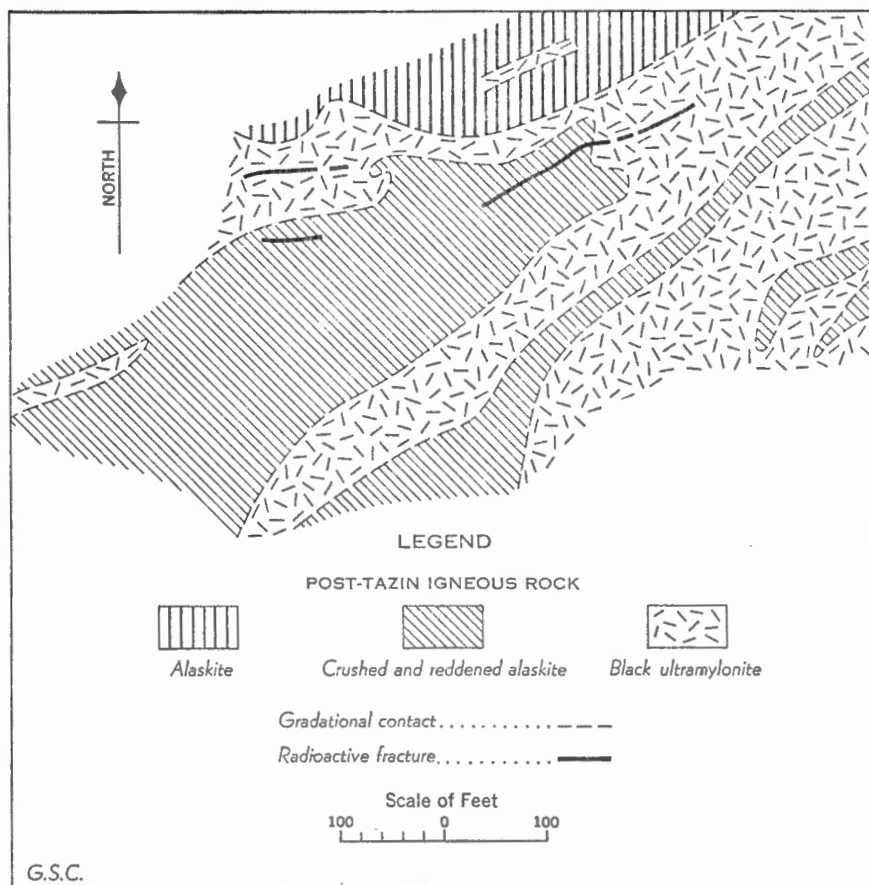 NORTH
LEGEND
POST-TAZIN IGNEOUS ROCK
Alaskite Crushed and reddened alaskite Black ultramylonite
Gradational contact
Radioactive fracture
Scale of Feet
100 0 100
G.S.C.